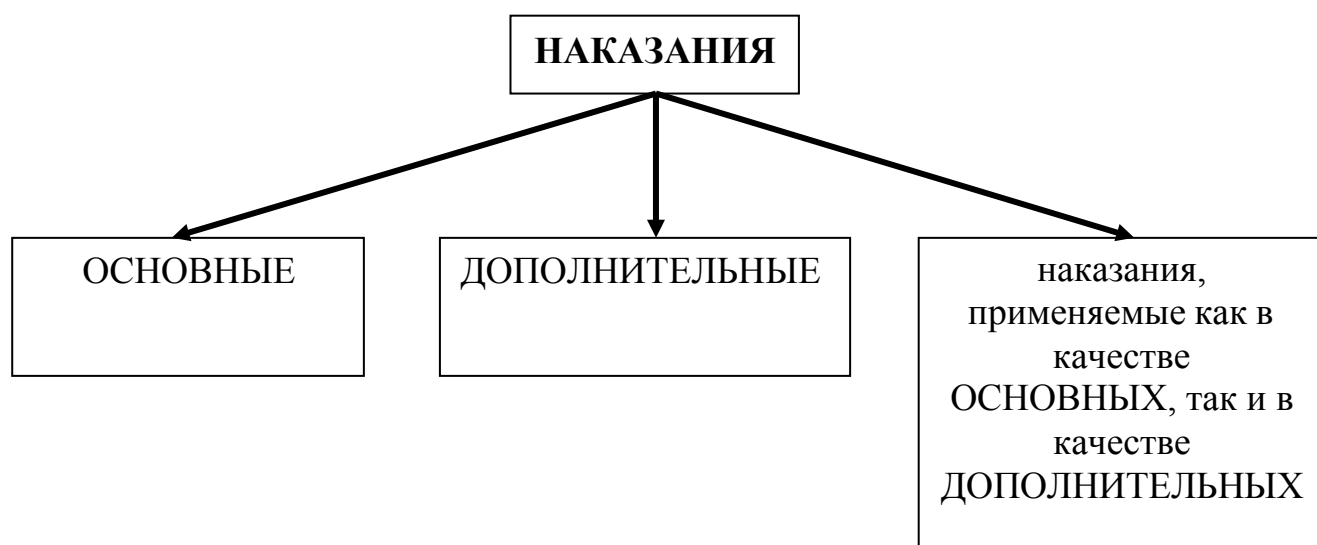 НАКАЗАНИЯ
ОСНОВНЫЕ
ДОПОЛНИТЕЛЬНЫЕ
наказания,
применяемые как в
качестве
ОСНОВНЫХ, так и в
качестве
ДОПОЛНИТЕЛЬНЫХ